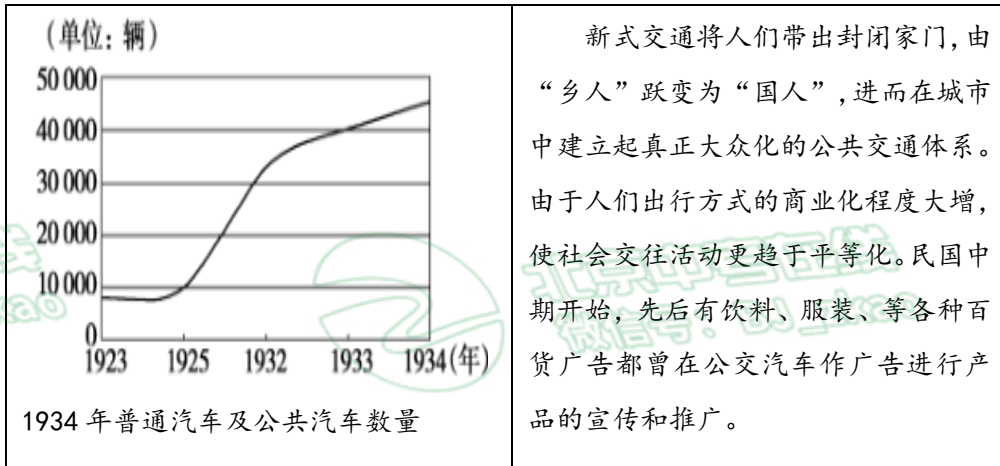 （单位：辆）
50 000
40 000
30 000
20 000
10 000
0
1923 1925 1932 1933 1934(年)
1934 年普通汽车及公共汽车数量
新式交通将人们带出封闭家门，由
“乡人”跃变为“国人”，进而在城市
中建立起真正大众化的公共交通体系。
由于人们出行方式的商业化程度大增，
使社会交往活动更趋于平等化。民国中
期开始，先后有饮料、服装、等各种百
货广告都曾在公交汽车作广告进行产
品的宣传和推广。